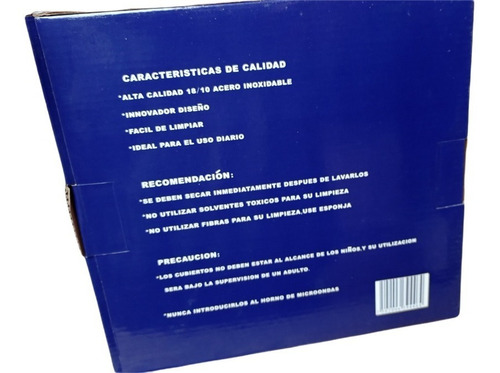 CARACTERISTICAS DE CALIDAD
*ALTA CALIDAD 18/10 ACERO INOXIDABLE
*INNOVADOR DISEÑO
*FACIL DE LIMPIAR
*IDEAL PARA EL USO DIARIO
RECOMENDACIÓN:
*SE DEBEN SECAR INMEDIATAMENTE DESPUES DE LAVARLOS
*NO UTILIZAR SOLVENTES TOXICOS PARA SU LIMPIEZA
*NO UTILIZAR FIBRAS PARA SU LIMPIEZA,USE ESPONJA
PRECAUCION:
*LOS CUBIERTOS NO DEBEN ESTAR AL ALCANCE DE LOS NIÑOS,Y SU UTILIZACION
SERA BAJO LA SUPERVISION DE UN ADULTO.
*NUNCA INTRODUCIRLOS AL HORNO DE MICROONDAS